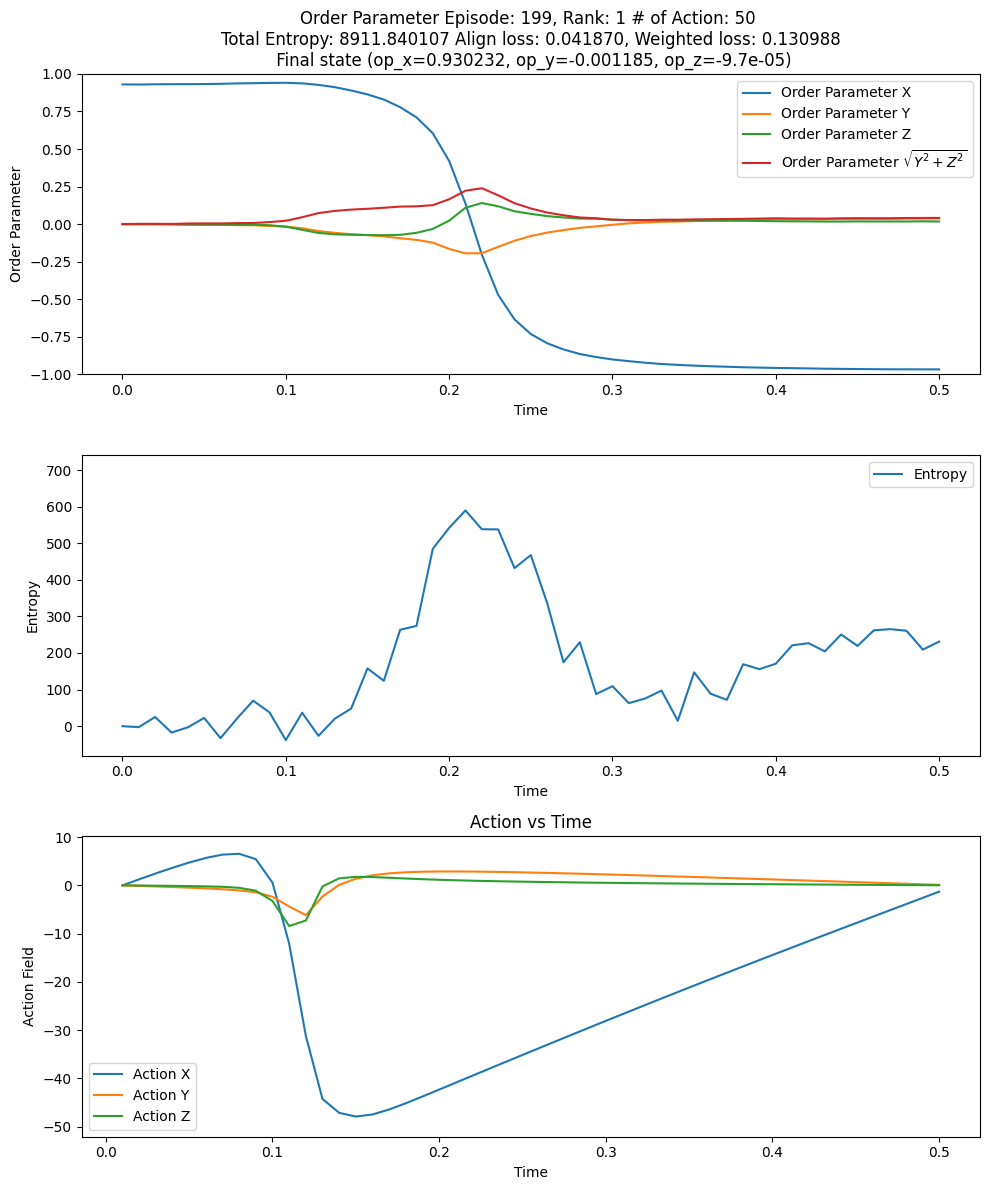 Order Parameter Episode: 199, Rank: 1 # of Action: 50
Total Entropy: 8911.840107 Align loss: 0.041870, Weighted loss: 0.130988
Final state (op_x=0.930232, op_y=-0.001185, op_z=-9.7e-05)
1.00
0.75
0.50
0.25
0.00
−0.25
−0.50
−0.75
−1.00
Order Parameter
Order Parameter X
Order Parameter Y
Order Parameter Z
Order Parameter √Y² + Z²
0.0 0.1 0.2 0.3 0.4 0.5
Time
700
600
500
400
300
200
100
0
Entropy
Entropy
0.0 0.1 0.2 0.3 0.4 0.5
Time
Action vs Time
10
0
−10
−20
−30
−40
−50
Action Field
Action X
Action Y
Action Z
0.0 0.1 0.2 0.3 0.4 0.5
Time